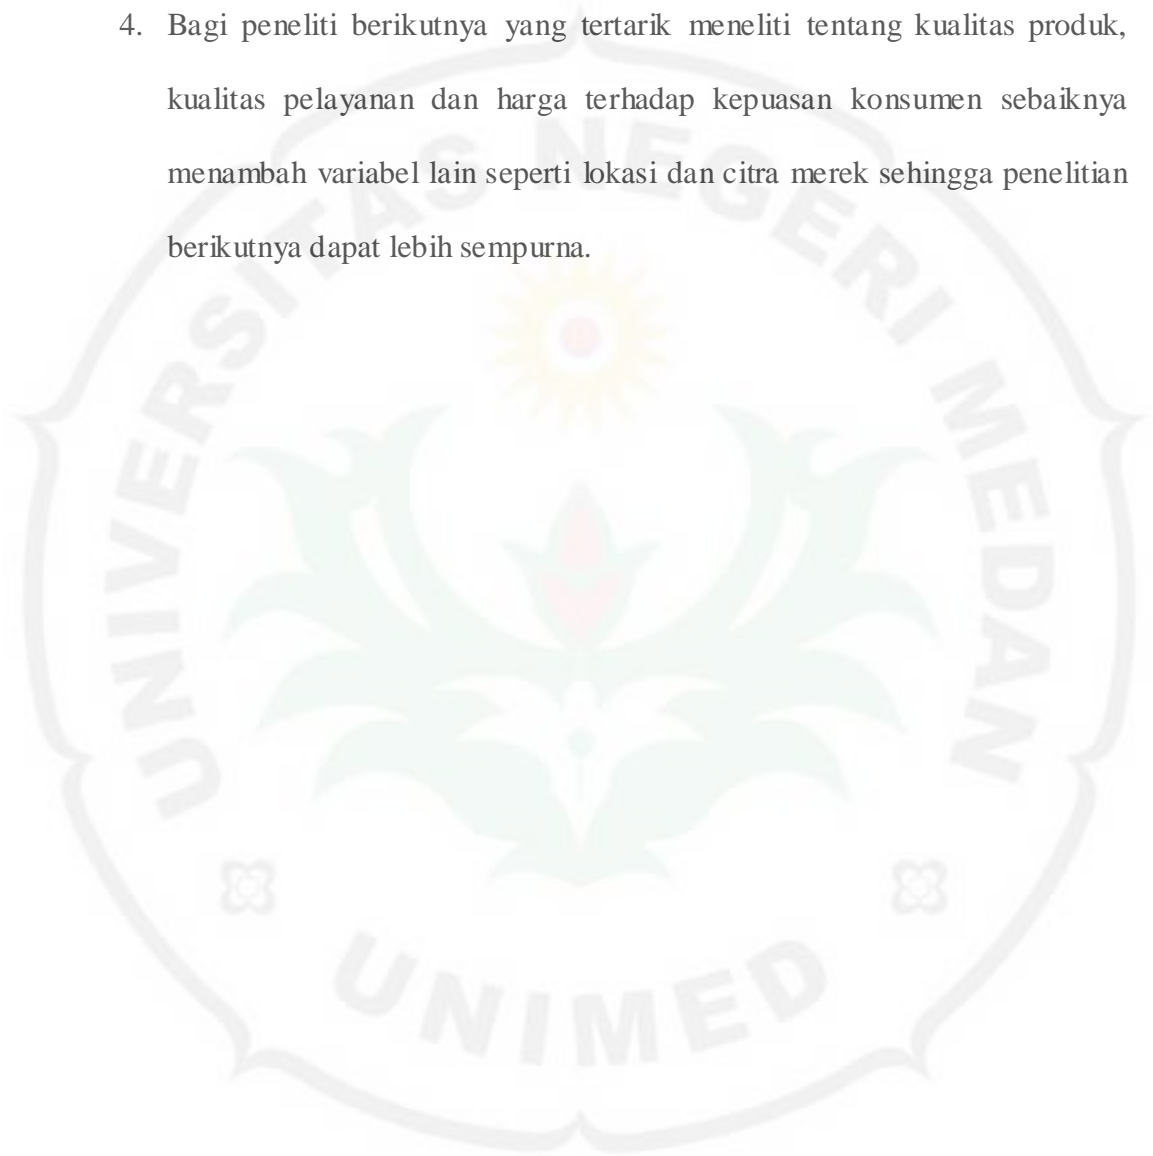 4. Bagi peneliti berikutnya yang tertarik meneliti tentang kualitas produk,
kualitas pelayanan dan harga terhadap kepuasan konsumen sebaiknya
menambah variabel lain seperti lokasi dan citra merek sehingga penelitian
berikutnya dapat lebih sempurna.
UNIVERSITAS NEGERI MEDAN
UNIMED